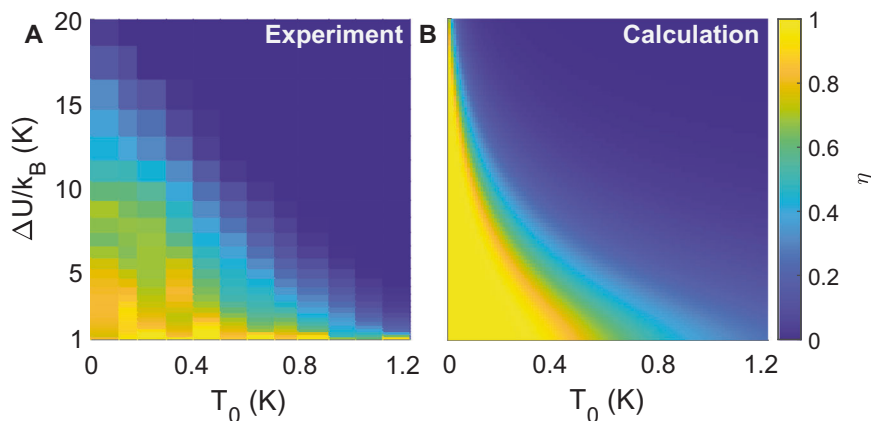 A
Experiment
B
Calculation
ΔU/k_B (K)
20
15
10
5
1
0
0.4
0.8
1.2
T_0 (K)
0
0.4
0.8
1.2
T_0 (K)
1
0.8
0.6
0.4
0.2
0
η